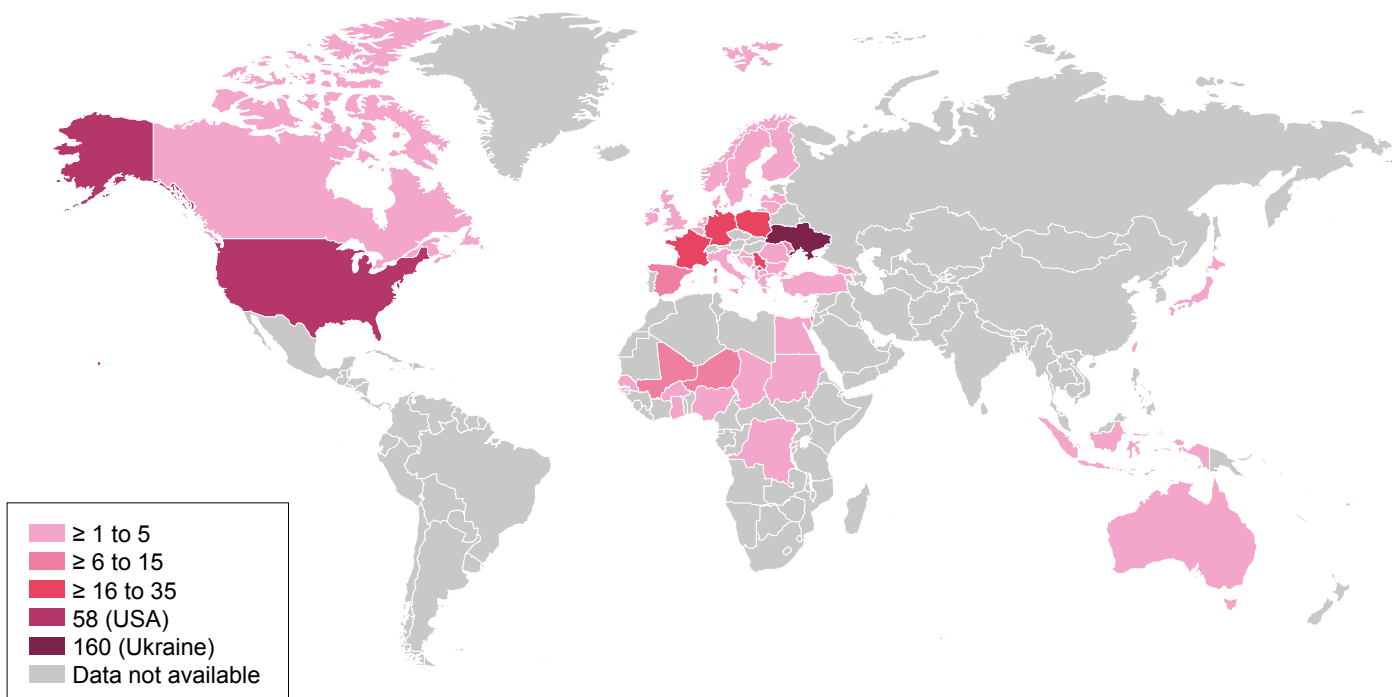 ≥ 1 to 5
≥ 6 to 15
≥ 16 to 35
58 (USA)
160 (Ukraine)
Data not available